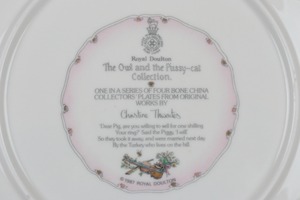 Royal Doulton
The Owl and the Pussy-cat
Collection.
ONE IN A SERIES OF FOUR BONE CHINA
COLLECTORS' PLATES FROM ORIGINAL
WORKS BY
Christine Thwaites
"Dear Pig, are you willing to sell for one shilling
Your ring?" Said the Piggy, "I will."
So they took it away, and were married next day
By the Turkey who lives on the hill.
© 1987 ROYAL DOULTON